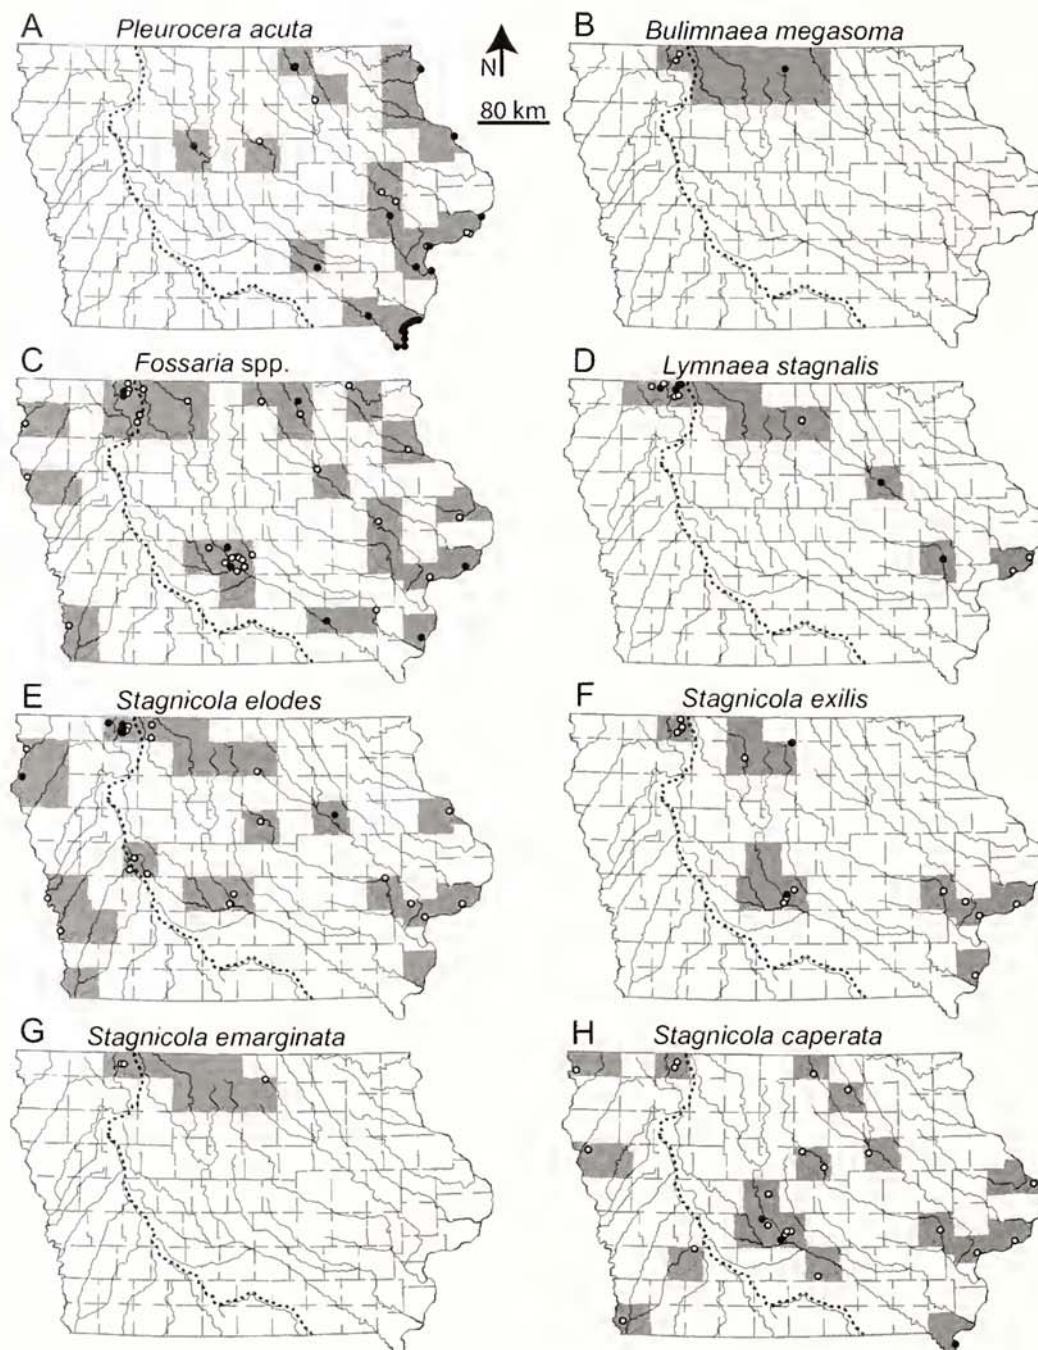 A
Pleurocera acuta
N
80 km
B
Bulimnaea megasoma
C
Fossaria spp.
D
Lymnaea stagnalis
E
Stagnicola elodes
F
Stagnicola exilis
G
Stagnicola emarginata
H
Stagnicola caperata